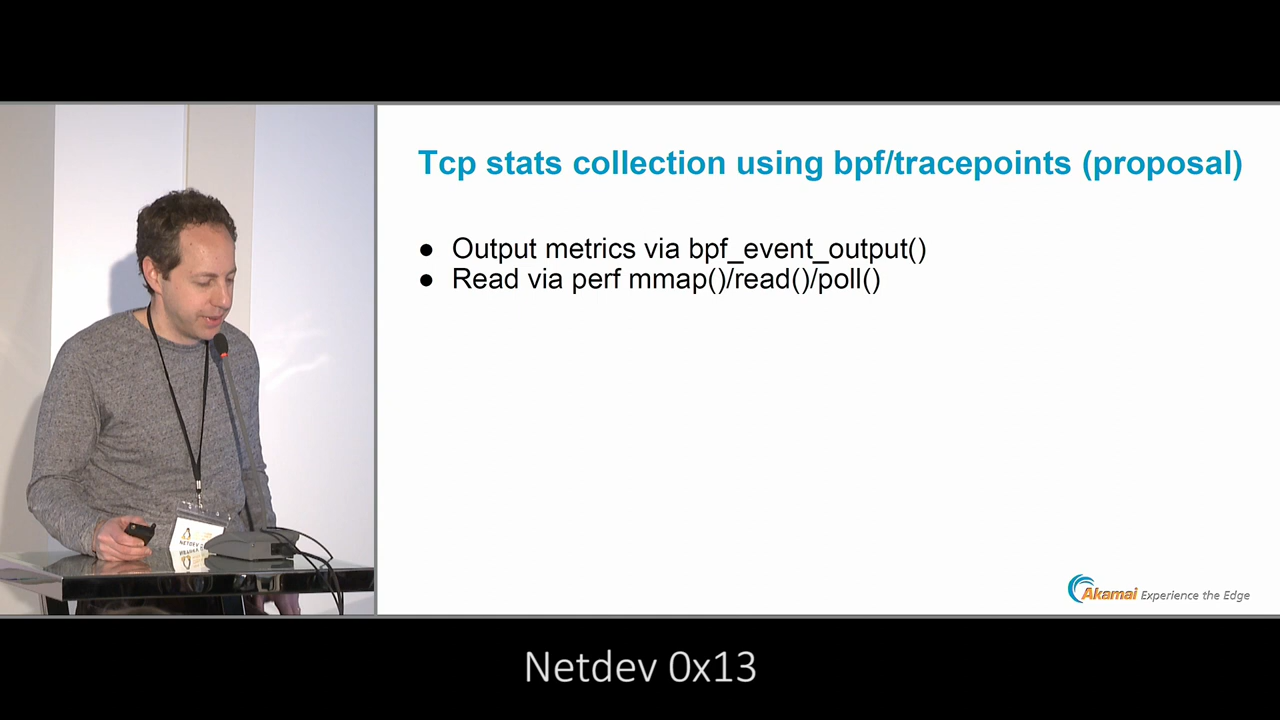 Tcp stats collection using bpf/tracepoints (proposal)
● Output metrics via bpf_event_output()
● Read via perf mmap()/read()/poll()
Akamai Experience the Edge
NETDEV
Netdev 0x13